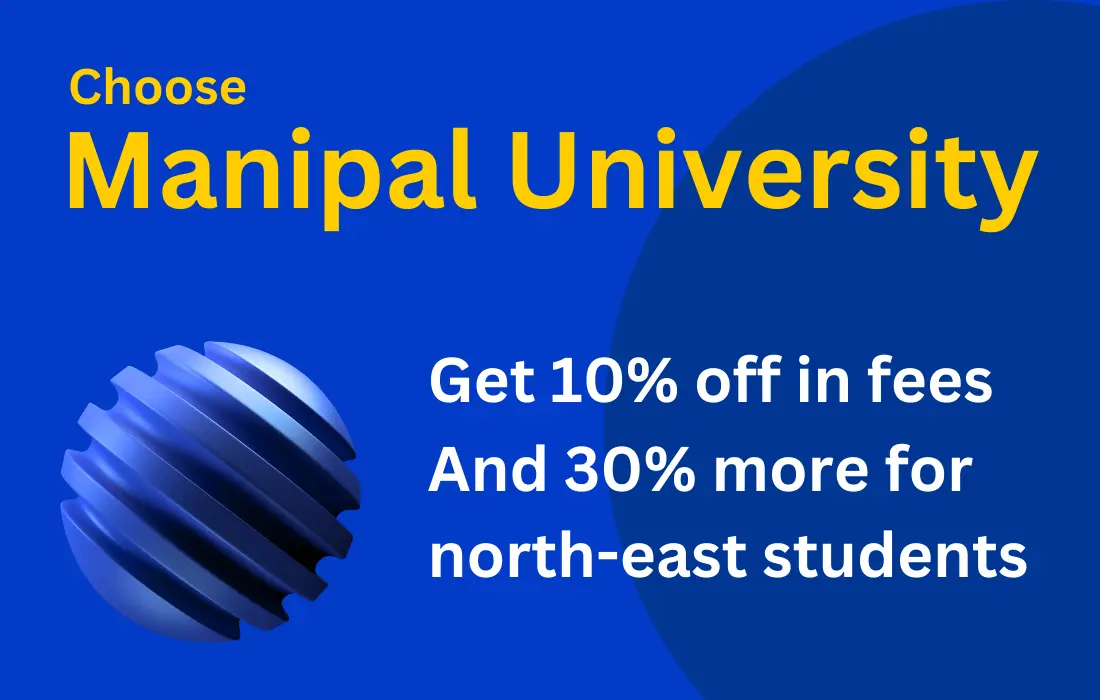 Choose
Manipal University
Get 10% off in fees
And 30% more for
north-east students